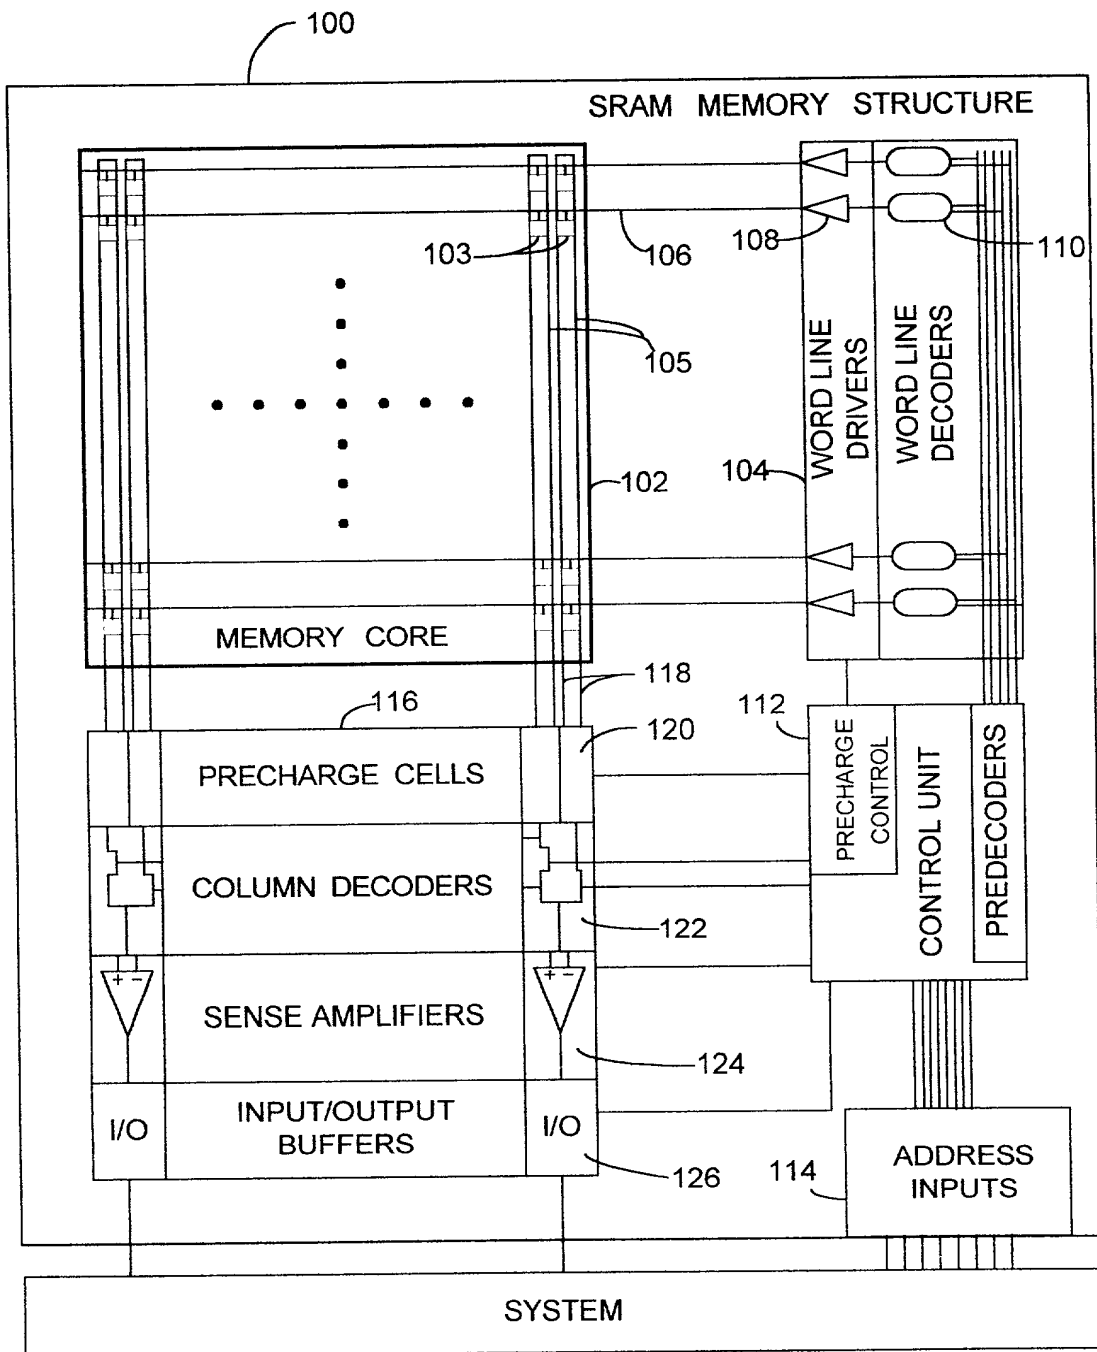 100
SRAM MEMORY STRUCTURE
103
106
108
110
105
WORD LINE
DRIVERS
WORD LINE
DECODERS
102
104
MEMORY CORE
118
116
112
120
PRECHARGE CELLS
PRECHARGE
CONTROL
CONTROL UNIT
PREDECODERS
COLUMN DECODERS
122
+ −
+ −
SENSE AMPLIFIERS
124
I/O
INPUT/OUTPUT
BUFFERS
I/O
126
114
ADDRESS
INPUTS
SYSTEM